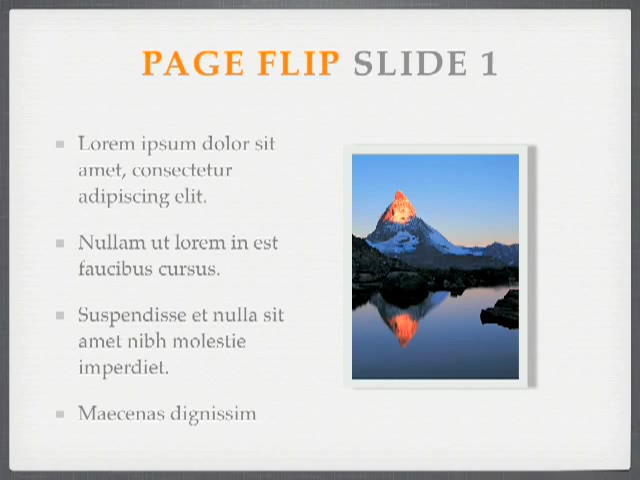 PAGE FLIP SLIDE 1
Lorem ipsum dolor sit
amet, consectetur
adipiscing elit.
Nullam ut lorem in est
faucibus cursus.
Suspendisse et nulla sit
amet nibh molestie
imperdiet.
Maecenas dignissim